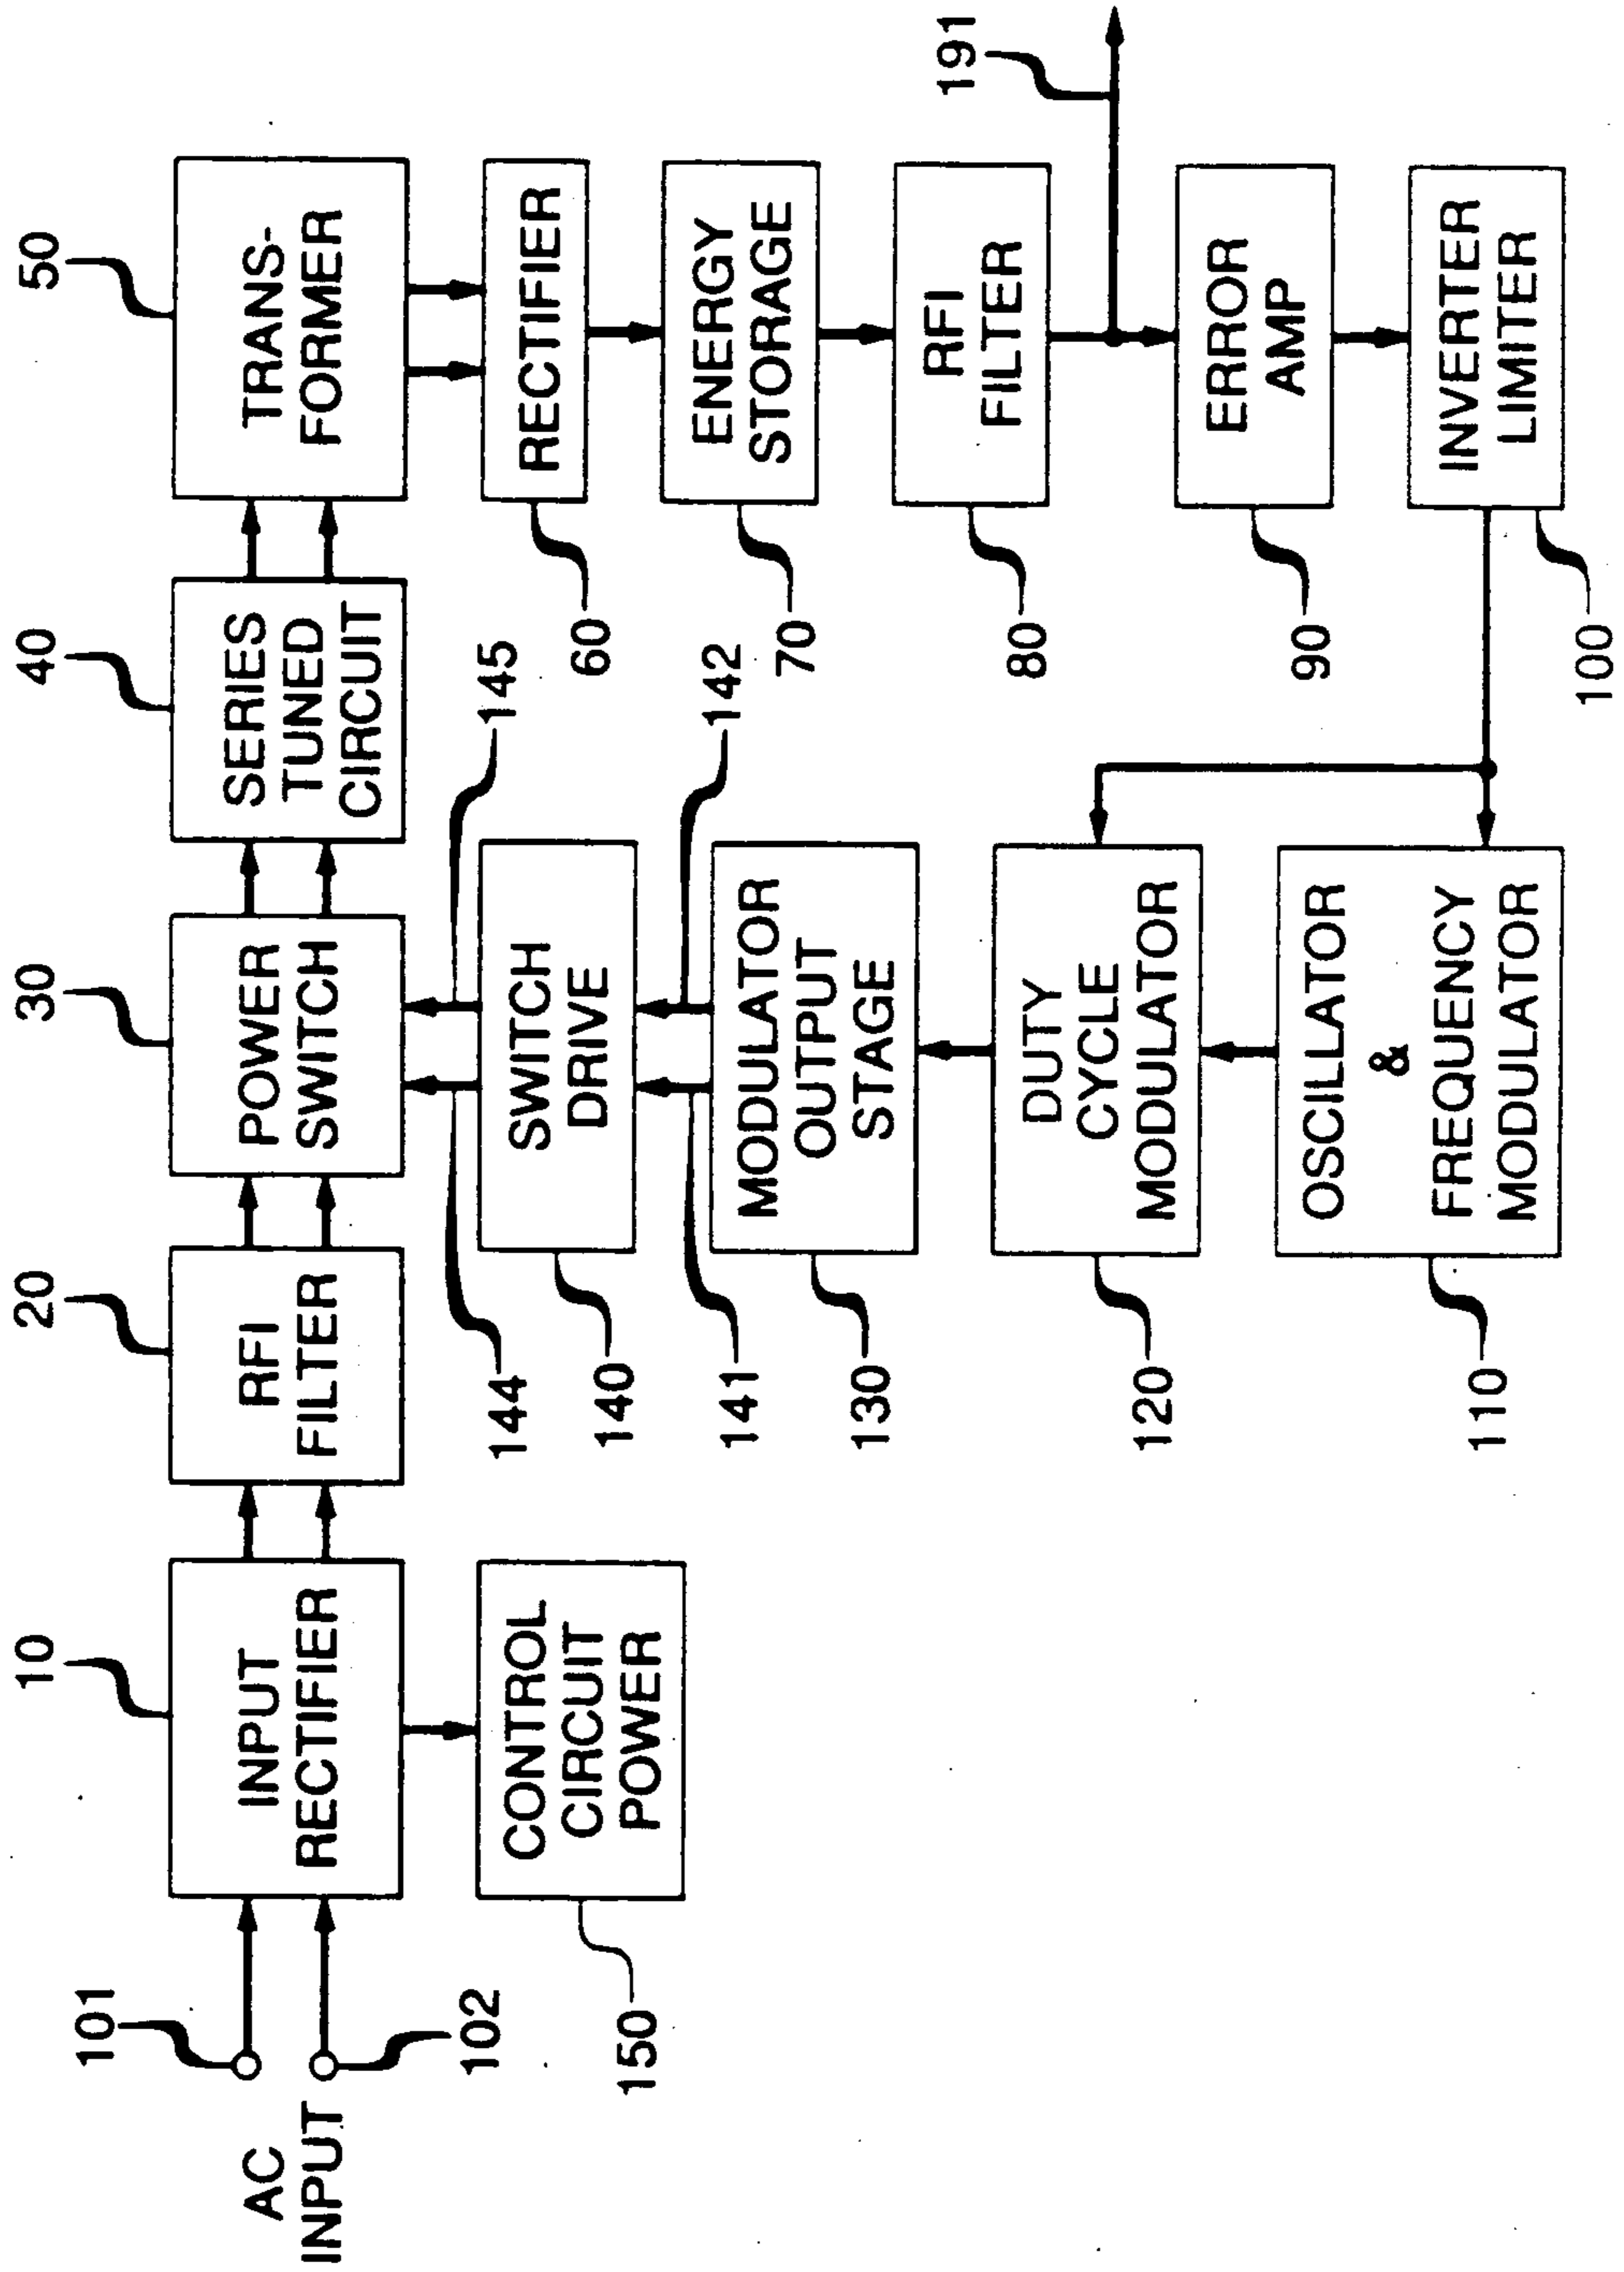 10
20
30
40
50
101
AC
INPUT
102
INPUT
RECTIFIER
RFI
FILTER
POWER
SWITCH
SERIES
TUNED
CIRCUIT
TRANS-
FORMER
144
145
CONTROL
CIRCUIT
POWER
150
SWITCH
DRIVE
140
RECTIFIER
60
141
142
MODULATOR
OUTPUT
STAGE
130
ENERGY
STORAGE
70
RFI
FILTER
80
191
DUTY
CYCLE
MODULATOR
120
ERROR
AMP
90
OSCILLATOR
&
FREQUENCY
MODULATOR
110
INVERTER
LIMITER
100